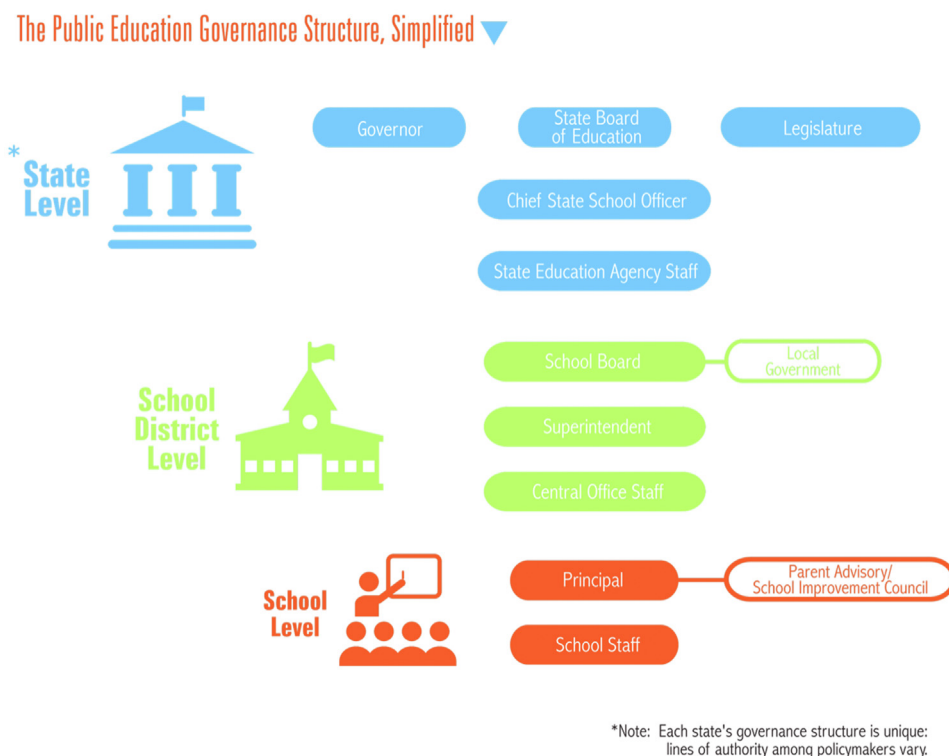 The Public Education Governance Structure, Simplified
*
State
Level
Governor
State Board
of Education
Legislature
Chief State School Officer
State Education Agency Staff
School
District
Level
School Board
Local
Government
Superintendent
Central Office Staff
School
Level
Principal
Parent Advisory/
School Improvement Council
School Staff
*Note: Each state's governance structure is unique:
lines of authority among policymakers vary.